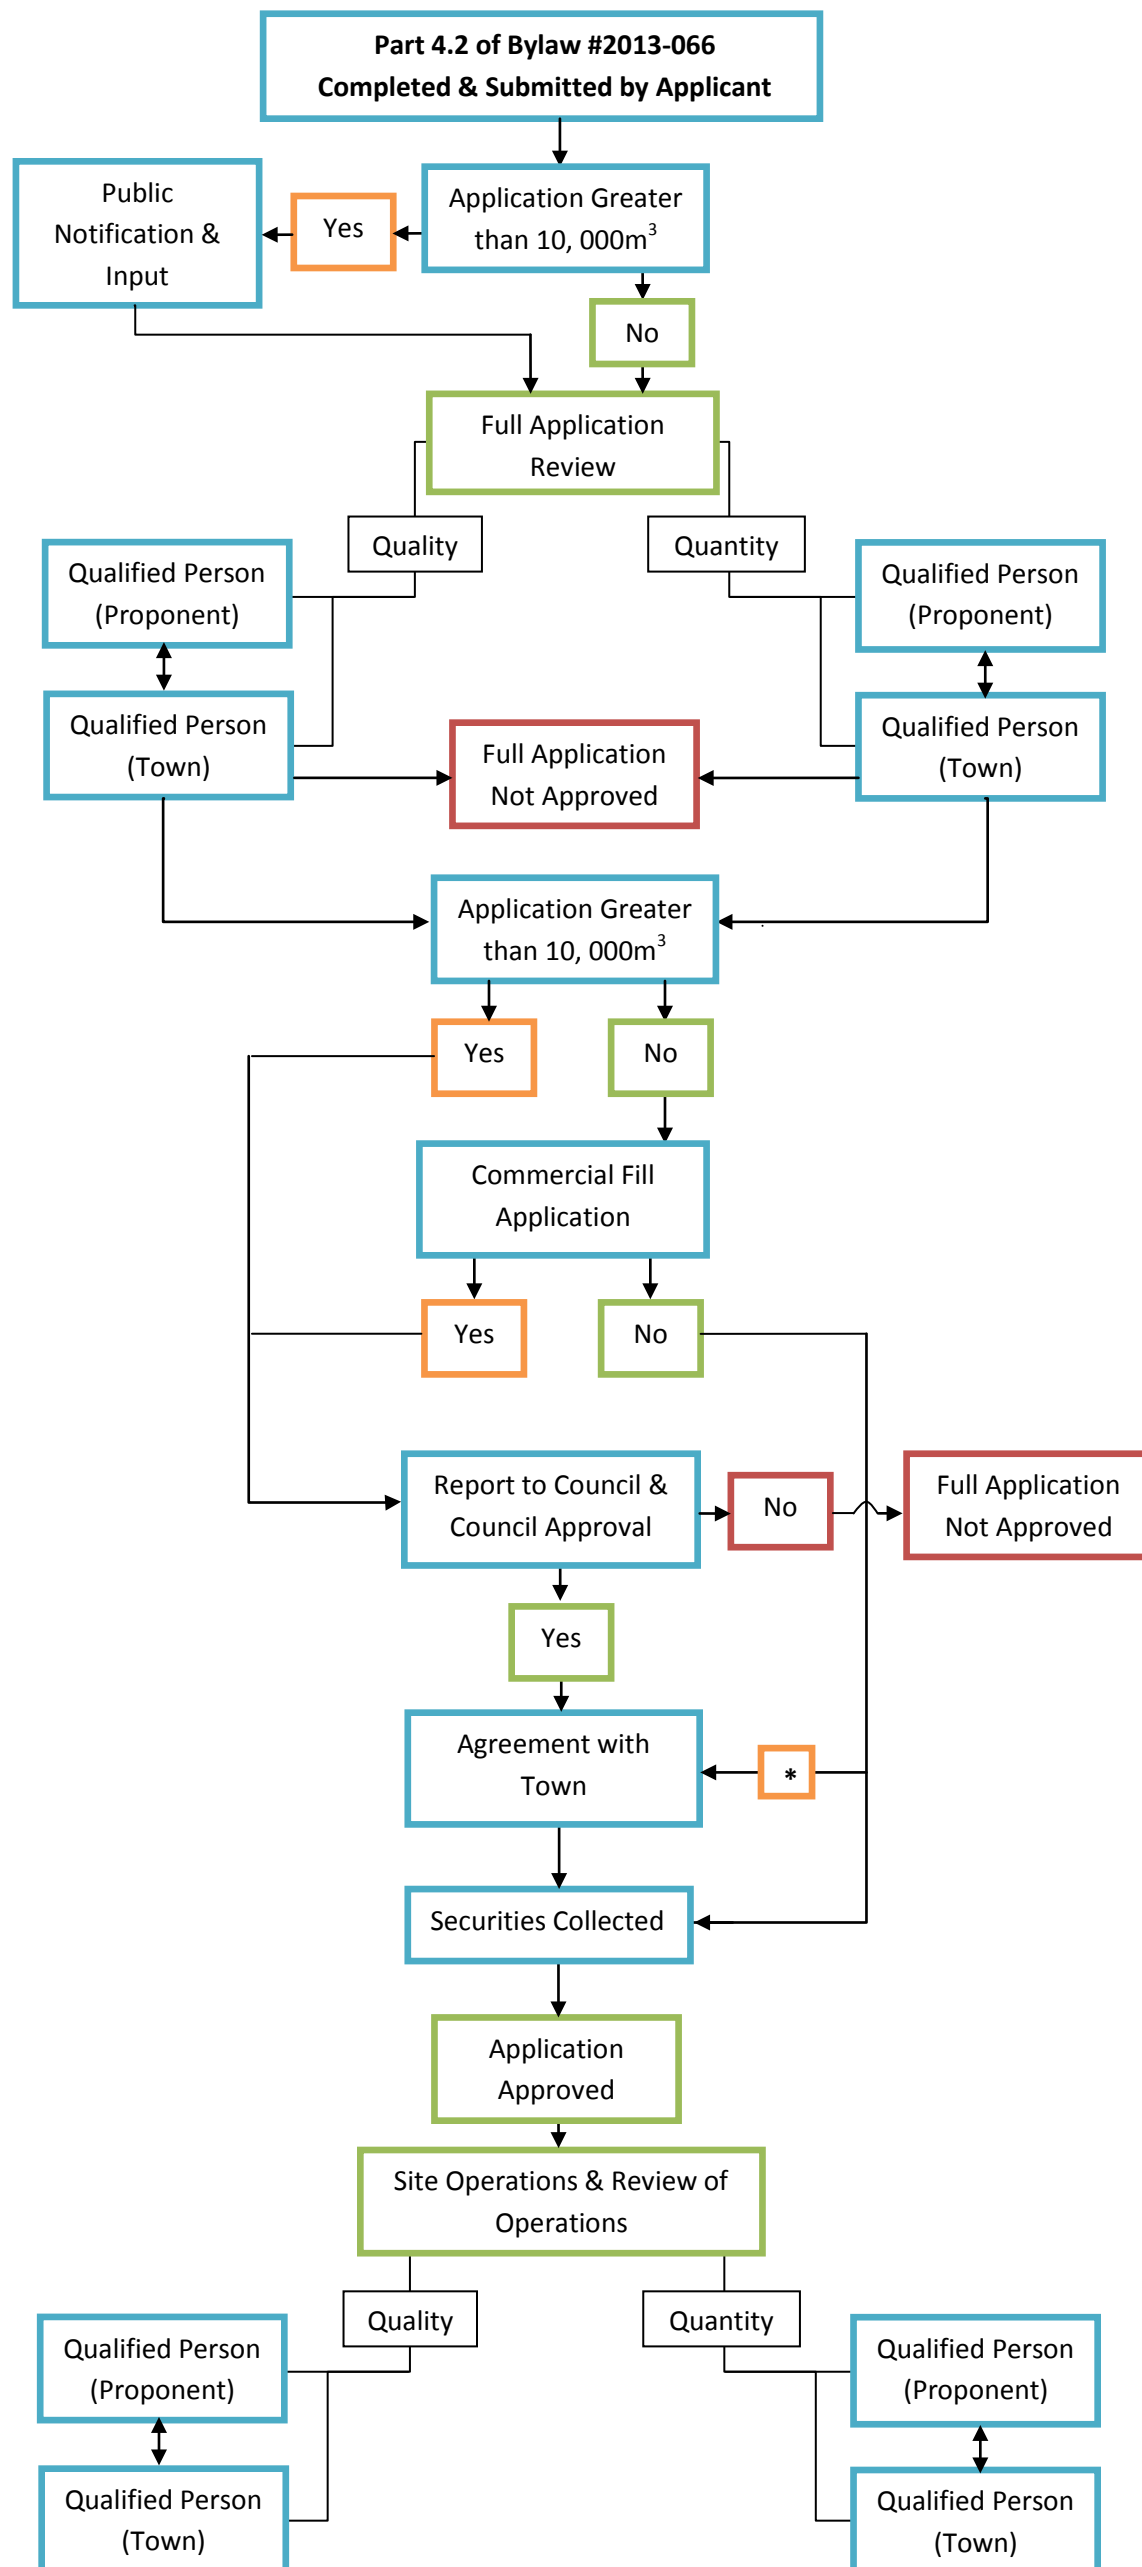 Part 4.2 of Bylaw #2013-066
Completed & Submitted by Applicant
Public
Notification &
Input
Yes
Application Greater
than 10, 000m³
No
Full Application
Review
Quality
Quantity
Qualified Person
(Proponent)
Qualified Person
(Proponent)
Qualified Person
(Town)
Full Application
Not Approved
Qualified Person
(Town)
Application Greater
than 10, 000m³
Yes
No
Commercial Fill
Application
Yes
No
Report to Council &
Council Approval
No
Full Application
Not Approved
Yes
Agreement with
Town
*
Securities Collected
Application
Approved
Site Operations & Review of
Operations
Quality
Quantity
Qualified Person
(Proponent)
Qualified Person
(Proponent)
Qualified Person
(Town)
Qualified Person
(Town)